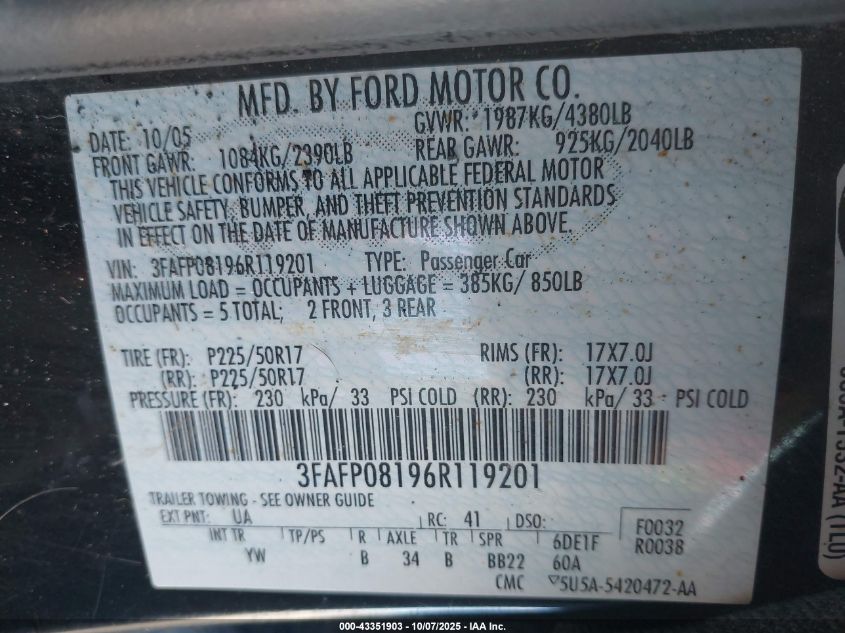 MFD. BY FORD MOTOR CO.
DATE: 10/05 GVWR: 1987KG/4380LB
FRONT GAWR: 1084KG/2390LB REAR GAWR: 925KG/2040LB
THIS VEHICLE CONFORMS TO ALL APPLICABLE FEDERAL MOTOR
VEHICLE SAFETY, BUMPER, AND THEFT PREVENTION STANDARDS
IN EFFECT ON THE DATE OF MANUFACTURE SHOWN ABOVE.
VIN: 3FAFP08196R119201 TYPE: Passenger Car
MAXIMUM LOAD = OCCUPANTS + LUGGAGE = 385KG/ 850LB
OCCUPANTS = 5 TOTAL; 2 FRONT, 3 REAR
TIRE (FR): P225/50R17 RIMS (FR): 17X7.0J
(RR): P225/50R17 (RR): 17X7.0J
PRESSURE (FR): 230 kPa/ 33 PSI COLD (RR): 230 kPa/ 33 PSI COLD
3FAFP08196R119201
TRAILER TOWING - SEE OWNER GUIDE
EXT PNT: UA RC: 41 DSO: F0032
INT TR TP/PS R AXLE TR SPR 6DE1F R0038
YW B 34 B BB22 60A
CMC 5U5A-5420472-AA
000-43351903 - 10/07/2025 - IAA Inc.